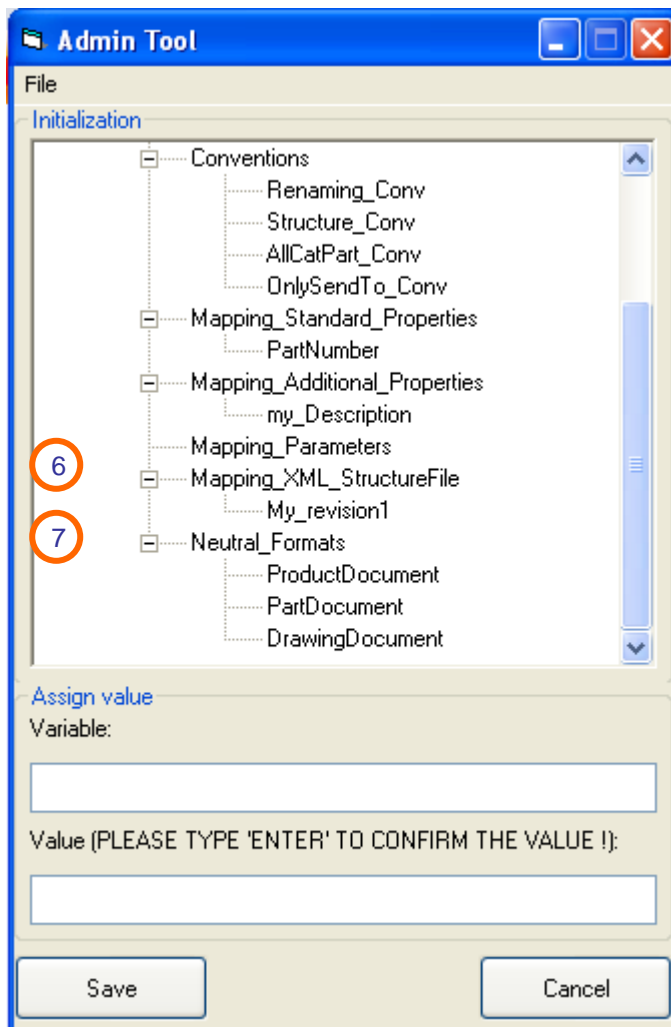 Admin Tool
File
Initialization
Conventions
Renaming_Conv
Structure_Conv
AllCatPart_Conv
OnlySendTo_Conv
Mapping_Standard_Properties
PartNumber
Mapping_Additional_Properties
my_Description
Mapping_Parameters
6 Mapping_XML_StructureFile
My_revision1
7 Neutral_Formats
ProductDocument
PartDocument
DrawingDocument
Assign value
Variable:
Value (PLEASE TYPE 'ENTER' TO CONFIRM THE VALUE !):
Save Cancel